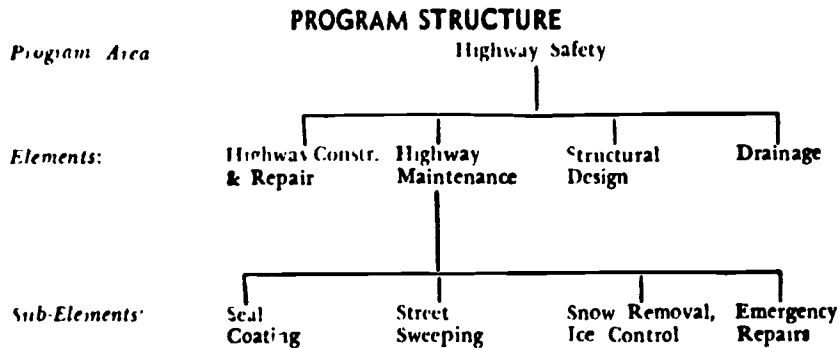 PROGRAM STRUCTURE
Program Area
Highway Safety
Elements:
Highway Constr. & Repair
Highway Maintenance
Structural Design
Drainage
Sub-Elements:
Seal Coating
Street Sweeping
Snow Removal, Ice Control
Emergency Repairs